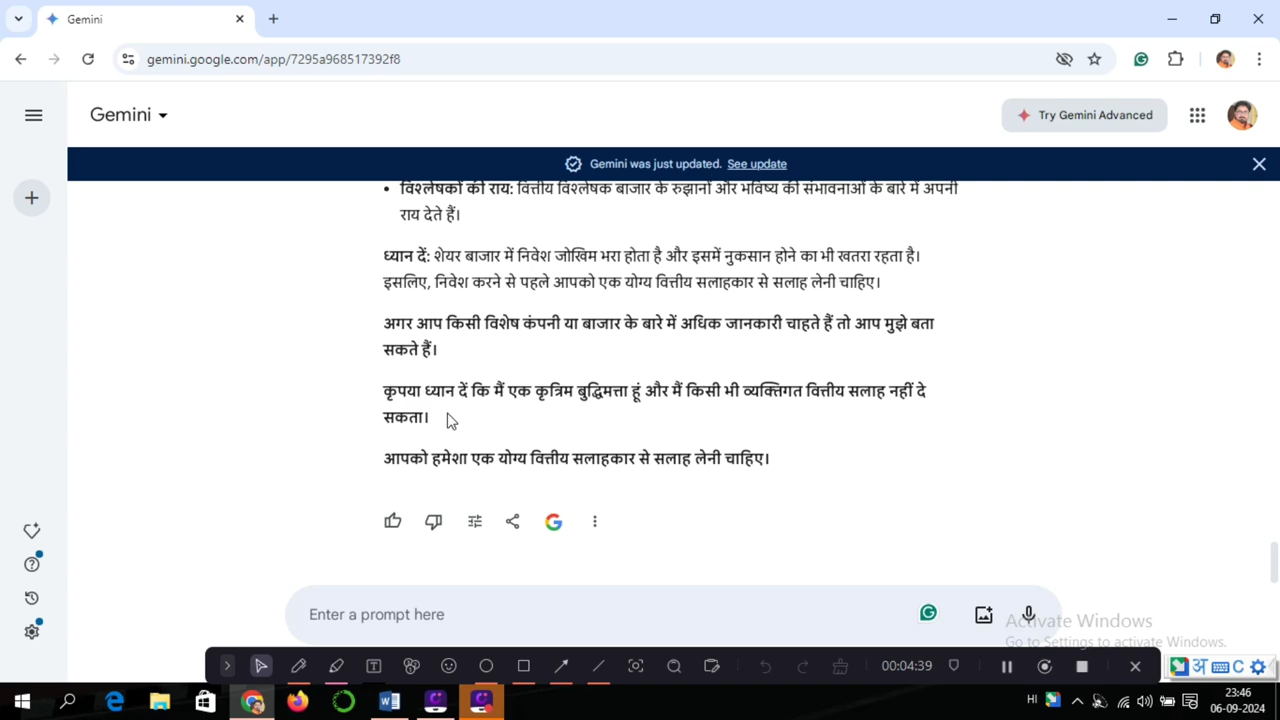 Gemini
gemini.google.com/app/7295a968517392f8
Gemini
Try Gemini Advanced
Gemini was just updated. See update
• विश्लेषकों की राय: वित्तीय विश्लेषक बाजार के रुझानों और भविष्य की संभावनाओं के बारे में अपनी
राय देते हैं।
ध्यान दें: शेयर बाजार में निवेश जोखिम भरा होता है और इसमें नुकसान होने का भी खतरा रहता है।
इसलिए, निवेश करने से पहले आपको एक योग्य वित्तीय सलाहकार से सलाह लेनी चाहिए।
अगर आप किसी विशेष कंपनी या बाजार के बारे में अधिक जानकारी चाहते हैं तो आप मुझे बता
सकते हैं।
कृपया ध्यान दें कि मैं एक कृत्रिम बुद्धिमत्ता हूं और मैं किसी भी व्यक्तिगत वित्तीय सलाह नहीं दे
सकता।
आपको हमेशा एक योग्य वित्तीय सलाहकार से सलाह लेनी चाहिए।
Enter a prompt here
Activate Windows
Go to Settings to activate Windows.
00:04:39
अ C
HI
23:46
06-09-2024